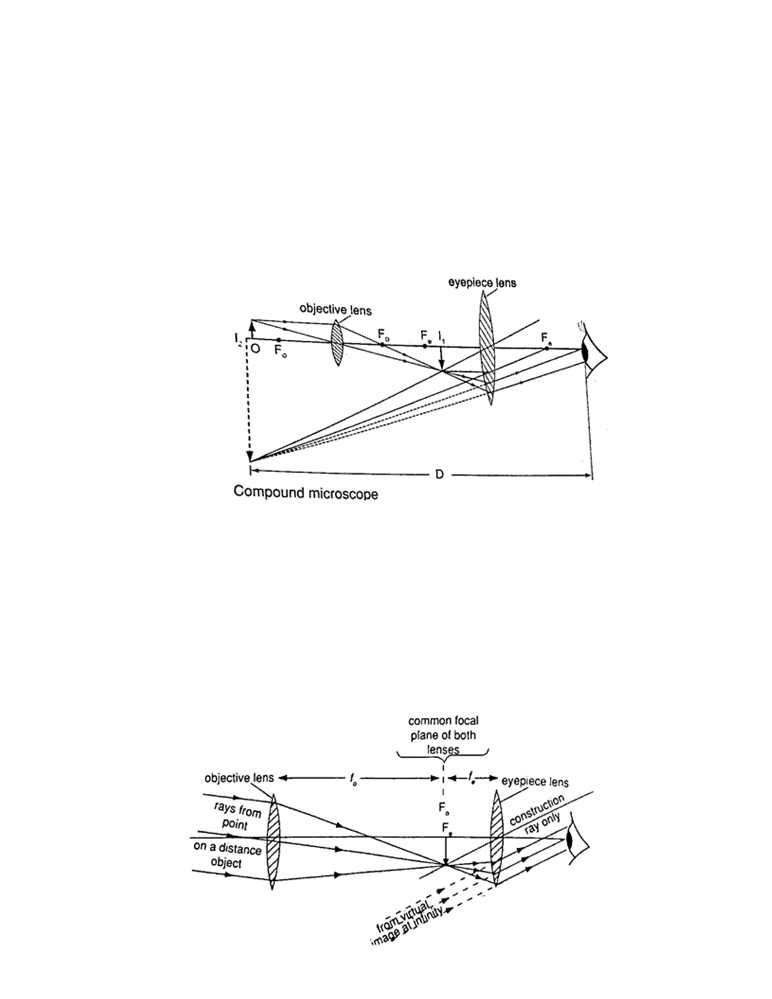 eyepiece lens
objective lens
I₂
O
Fₒ
Fₒ
Fₑ
I₁
Fₑ
D
Compound microscope
common focal
plane of both
lenses
objective lens
fₒ
fₑ
eyepiece lens
rays from
point
on a distance
object
Fₒ
F
construction
ray only
from virtual
image at infinity